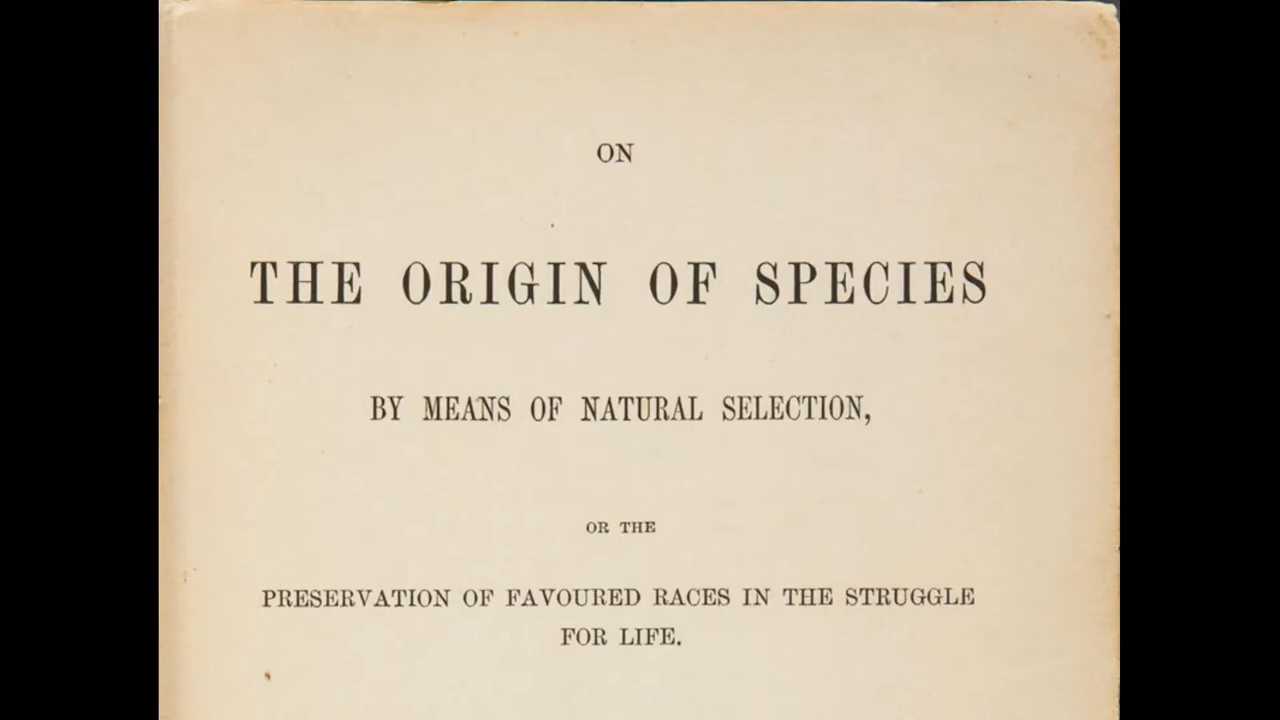 ON
THE ORIGIN OF SPECIES
BY MEANS OF NATURAL SELECTION,
OR THE
PRESERVATION OF FAVOURED RACES IN THE STRUGGLE
FOR LIFE.